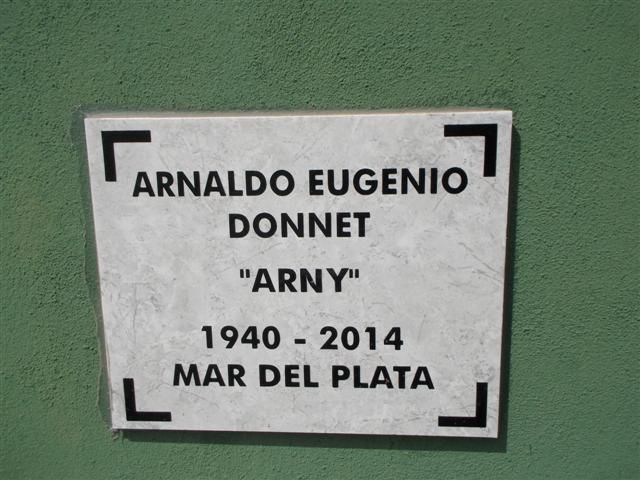 ARNALDO EUGENIO
DONNET
"ARNY"
1940 - 2014
MAR DEL PLATA